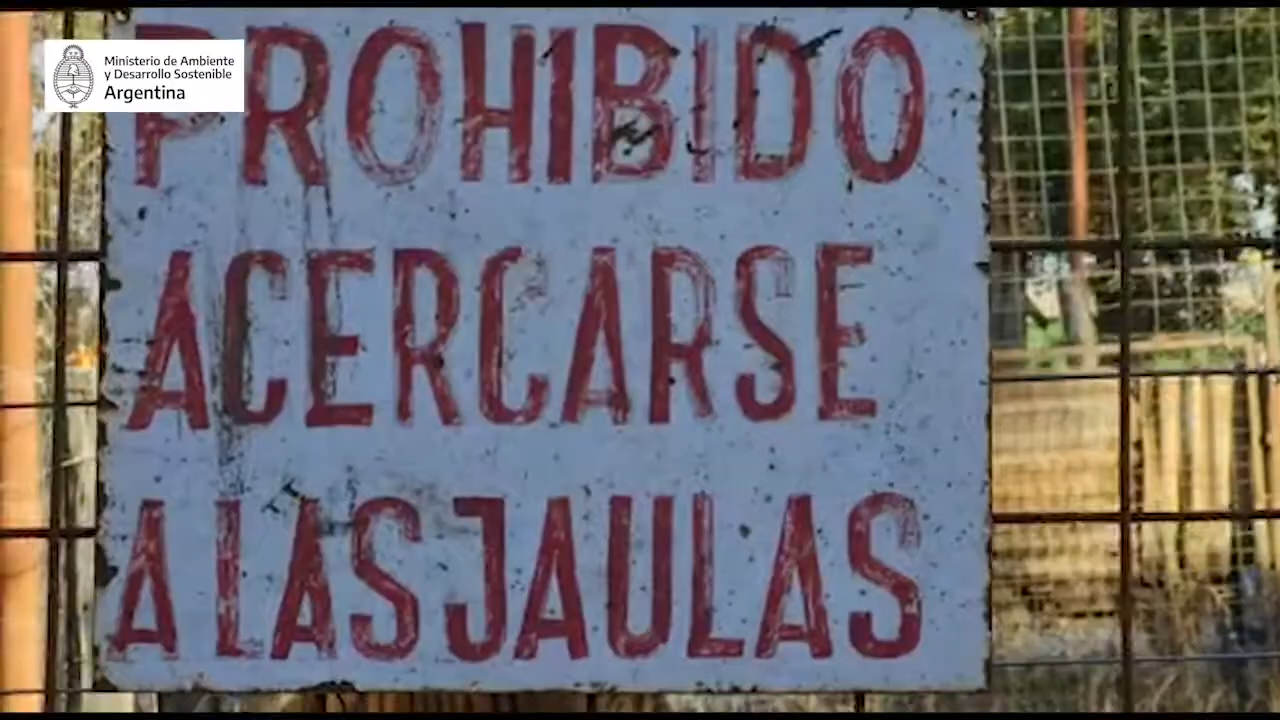 Ministerio de Ambiente
y Desarrollo Sostenible
Argentina
PROHIBIDO
ACERCARSE
A LAS JAULAS